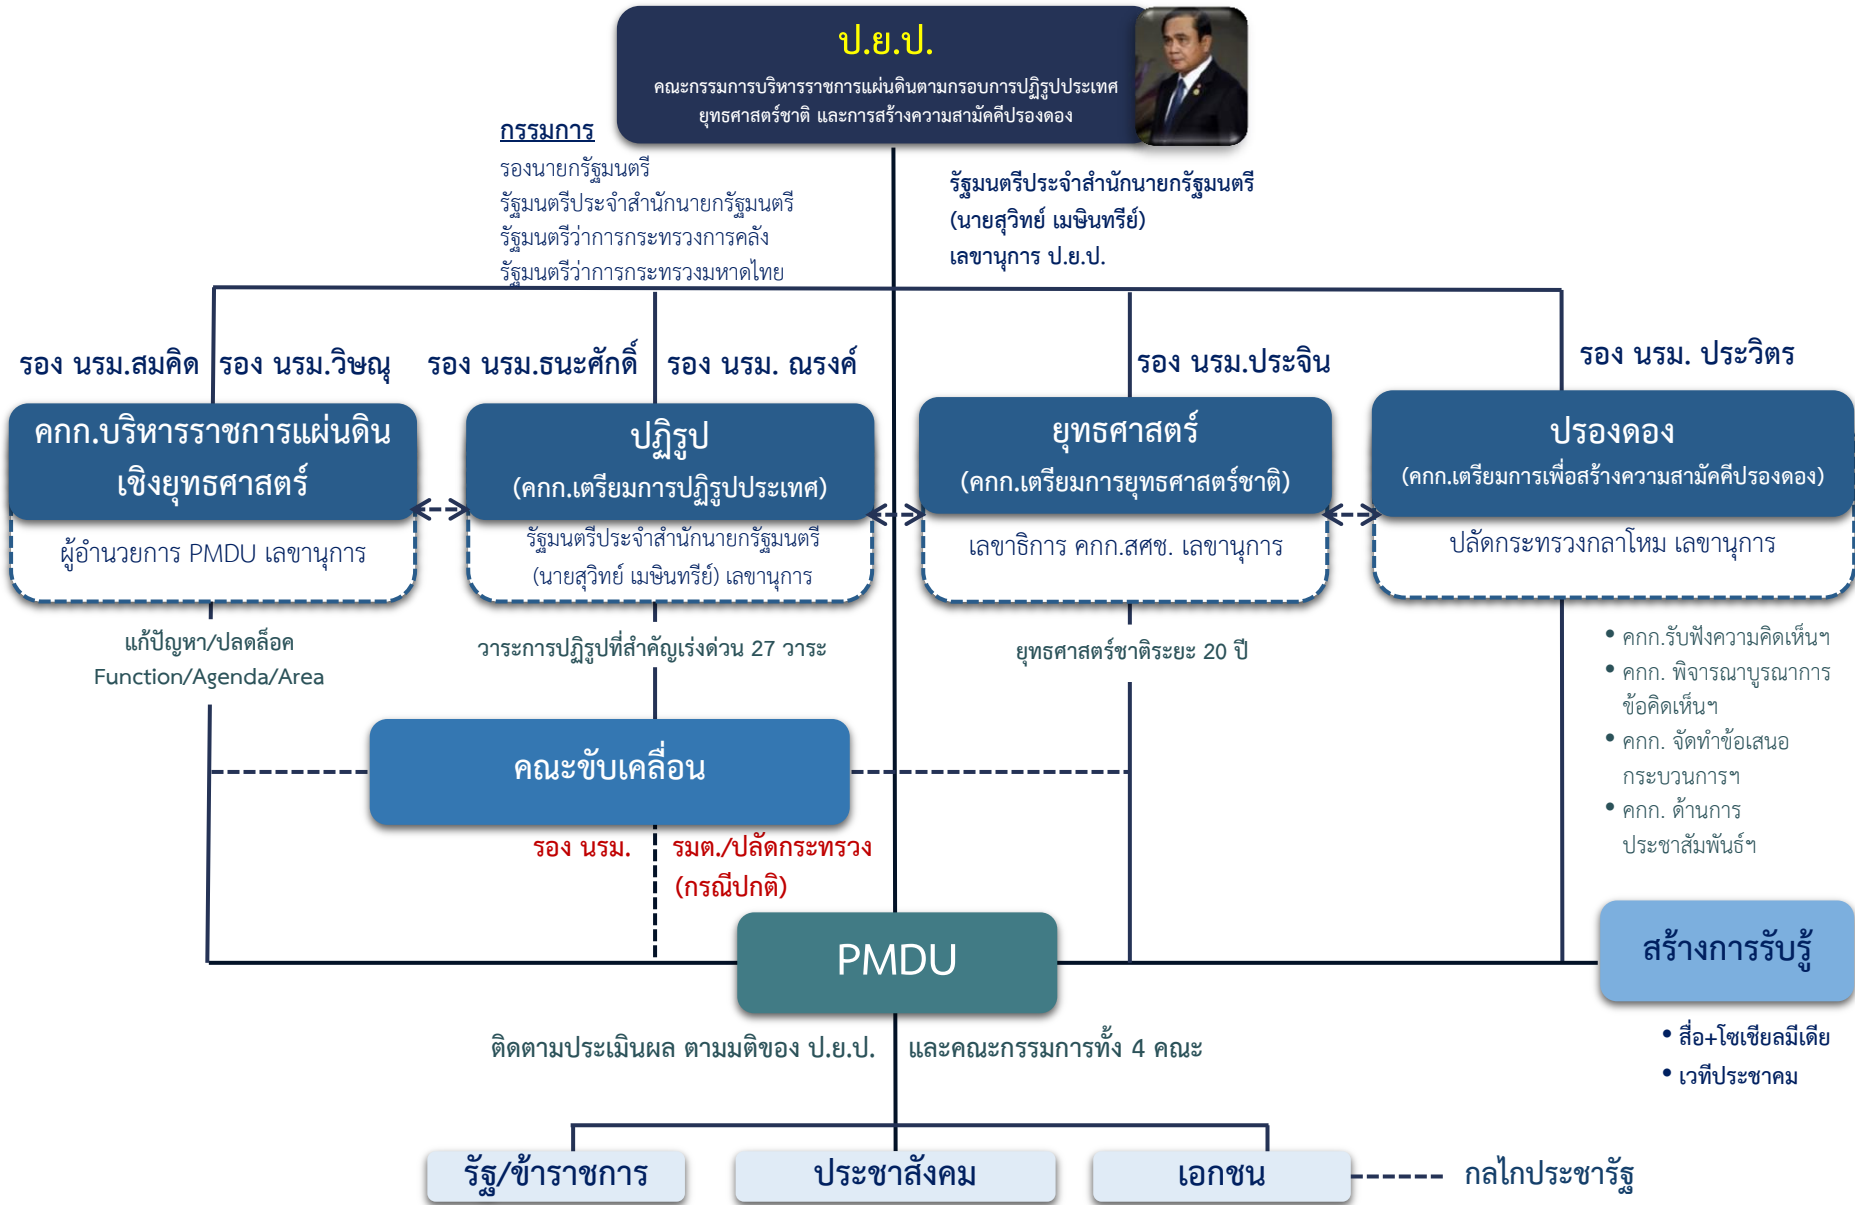 ป.ย.ป.
คณะกรรมการบริหารราชการแผ่นดินตามกรอบการปฏิรูปประเทศ
ยุทธศาสตร์ชาติ และการสร้างความสามัคคีปรองดอง
กรรมการ
รองนายกรัฐมนตรี
รัฐมนตรีประจำสำนักนายกรัฐมนตรี
รัฐมนตรีว่าการกระทรวงการคลัง
รัฐมนตรีว่าการกระทรวงมหาดไทย
รัฐมนตรีประจำสำนักนายกรัฐมนตรี
(นายสุวิทย์ เมษินทรีย์)
เลขานุการ ป.ย.ป.
รอง นรม.สมคิด
รอง นรม.วิษณุ
คกก.บริหารราชการแผ่นดิน
เชิงยุทธศาสตร์
ผู้อำนวยการ PMDU เลขานุการ
แก้ปัญหา/ปลดล็อค
Function/Agenda/Area
รอง นรม.ธนะศักดิ์
รอง นรม. ณรงค์
ปฏิรูป
(คกก.เตรียมการปฏิรูปประเทศ)
รัฐมนตรีประจำสำนักนายกรัฐมนตรี
(นายสุวิทย์ เมษินทรีย์) เลขานุการ
วาระการปฏิรูปที่สำคัญเร่งด่วน 27 วาระ
รอง นรม.ประจิน
ยุทธศาสตร์
(คกก.เตรียมการยุทธศาสตร์ชาติ)
เลขาธิการ คกก.สศช. เลขานุการ
ยุทธศาสตร์ชาติระยะ 20 ปี
รอง นรม. ประวิตร
ปรองดอง
(คกก.เตรียมการเพื่อสร้างความสามัคคีปรองดอง)
ปลัดกระทรวงกลาโหม เลขานุการ
• คกก.รับฟังความคิดเห็นฯ
• คกก. พิจารณาบูรณาการ
ข้อคิดเห็นฯ
• คกก. จัดทำข้อเสนอ
กระบวนการฯ
• คกก. ด้านการ
ประชาสัมพันธ์ฯ
คณะขับเคลื่อน
รอง นรม.
รมต./ปลัดกระทรวง
(กรณีปกติ)
PMDU
สร้างการรับรู้
• สื่อ+โซเชียลมีเดีย
• เวทีประชาคม
ติดตามประเมินผล ตามมติของ ป.ย.ป. และคณะกรรมการทั้ง 4 คณะ
รัฐ/ข้าราชการ
ประชาสังคม
เอกชน
กลไกประชารัฐ